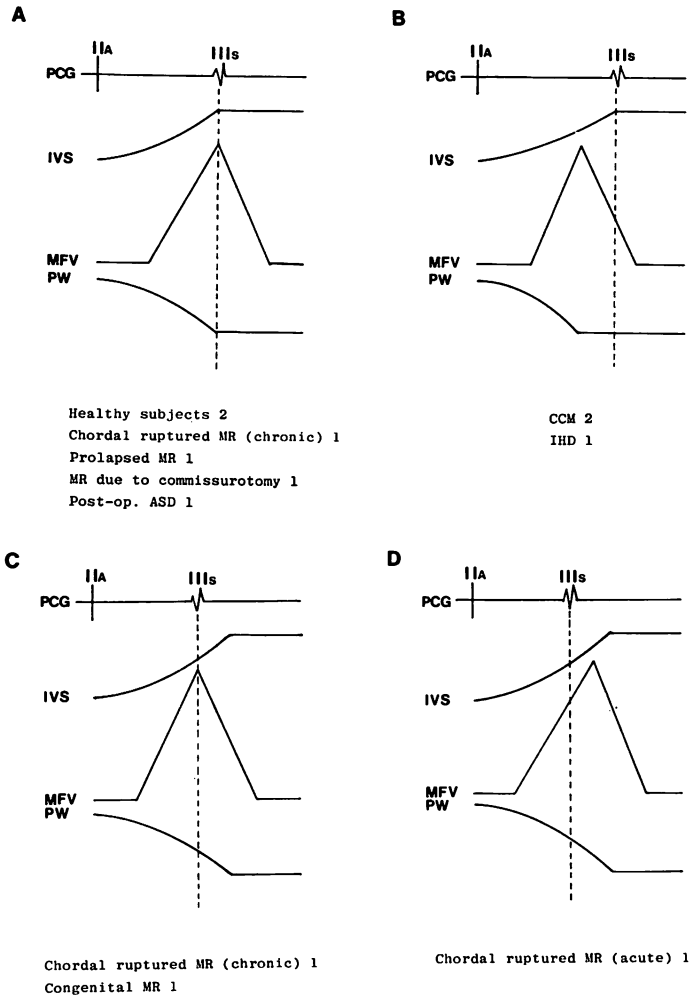 A
IIA IIIs
PCG
IVS
MFV
PW
Healthy subjects 2
Chordal ruptured MR (chronic) 1
Prolapsed MR 1
MR due to commissurotomy 1
Post-op. ASD 1
B
IIA IIIs
PCG
IVS
MFV
PW
CCM 2
IHD 1
C
IIA IIIs
PCG
IVS
MFV
PW
Chordal ruptured MR (chronic) 1
Congenital MR 1
D
IIA IIIs
PCG
IVS
MFV
PW
Chordal ruptured MR (acute) 1